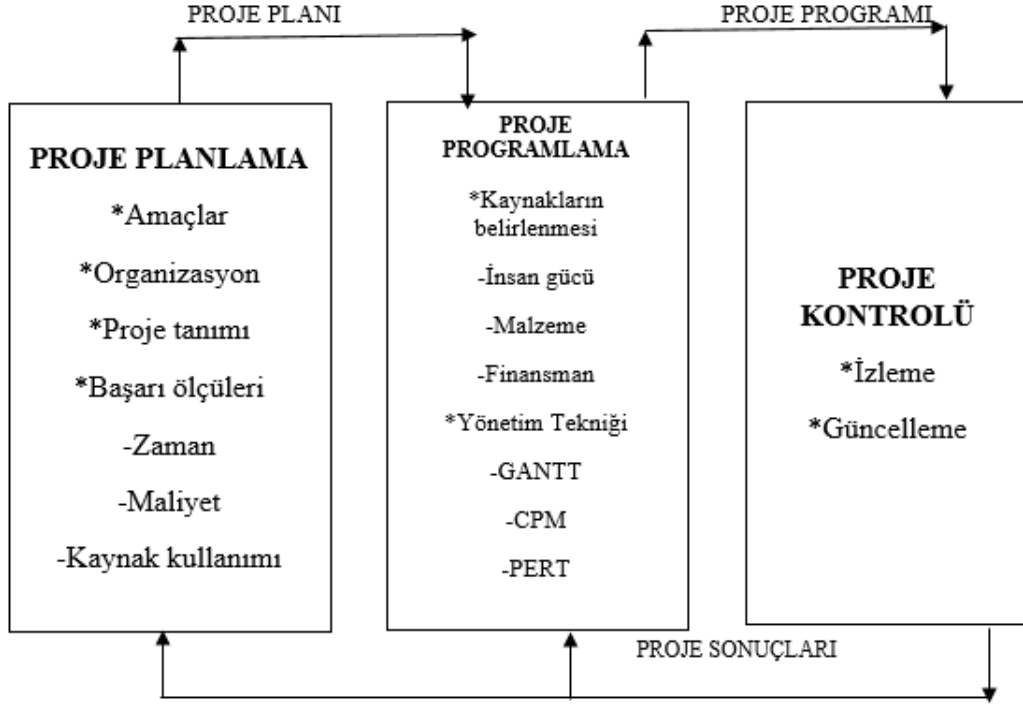 PROJE PLANI
PROJE PROGRAMI
PROJE PLANLAMA
*Amaçlar
*Organizasyon
*Proje tanımı
*Başarı ölçüleri
-Zaman
-Maliyet
-Kaynak kullanımı
PROJE
PROGRAMLAMA
*Kaynakların
belirlenmesi
-İnsan gücü
-Malzeme
-Finansman
*Yönetim Tekniği
-GANTT
-CPM
-PERT
PROJE
KONTROLÜ
*İzleme
*Güncelleme
PROJE SONUÇLARI